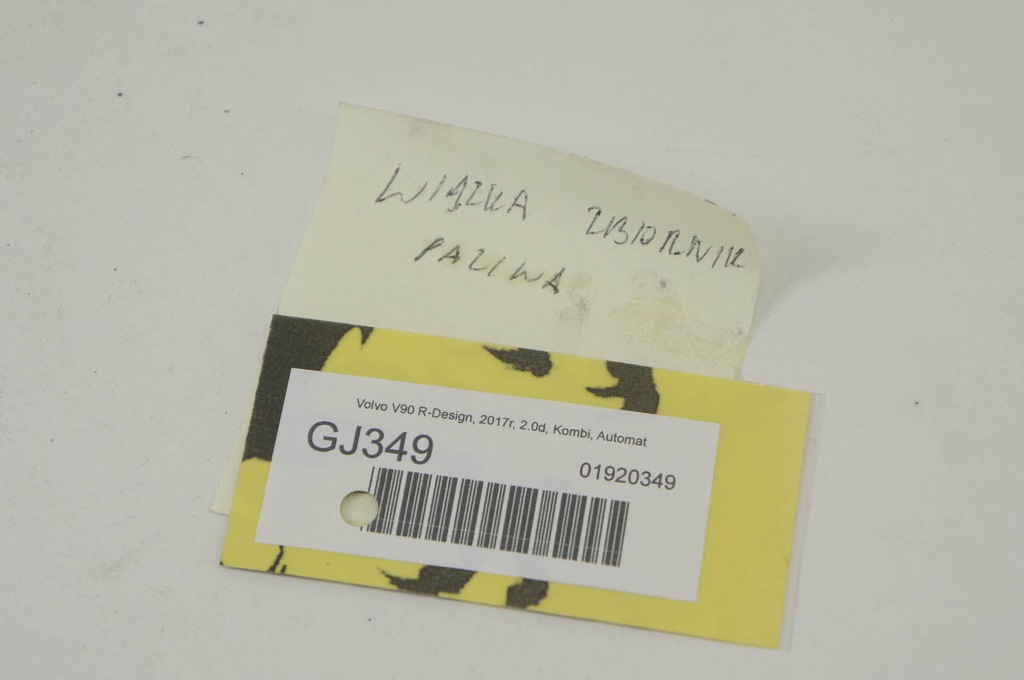 WIĄZKA ZBIORNIK
PALIWA
Volvo V90 R-Design, 2017r, 2.0d, Kombi, Automat
GJ349
01920349